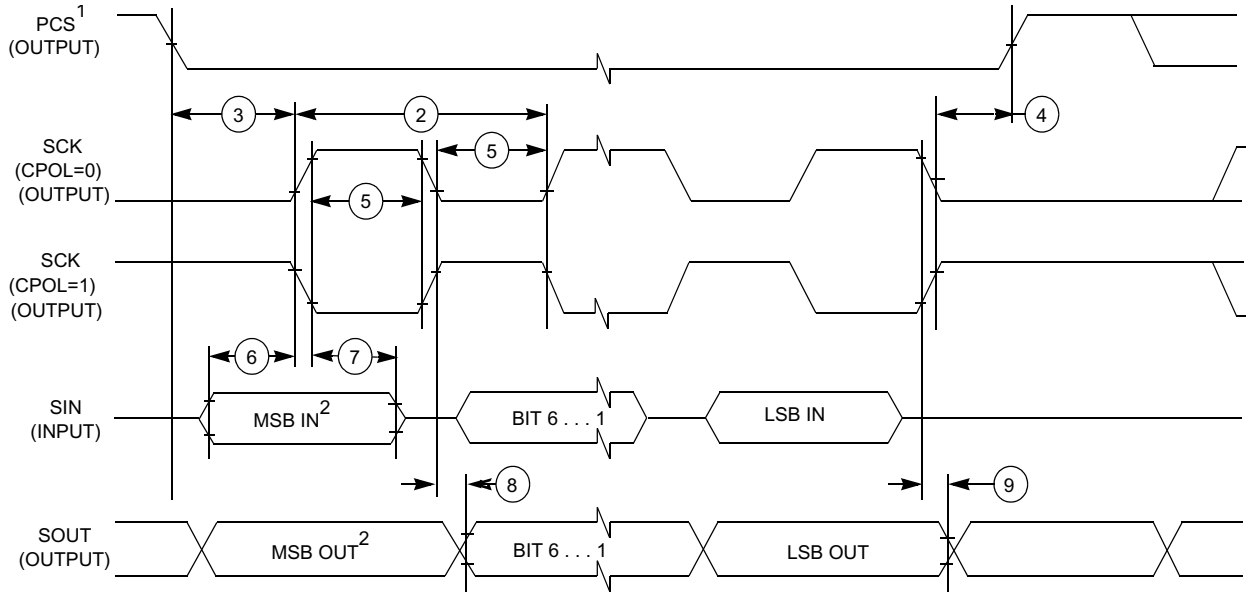 PCS1
(OUTPUT)
3
2
4
SCK
(CPOL=0)
(OUTPUT)
5
5
SCK
(CPOL=1)
(OUTPUT)
6
7
SIN
(INPUT)
MSB IN2
BIT 6 . . . 1
LSB IN
8
9
SOUT
(OUTPUT)
MSB OUT2
BIT 6 . . . 1
LSB OUT